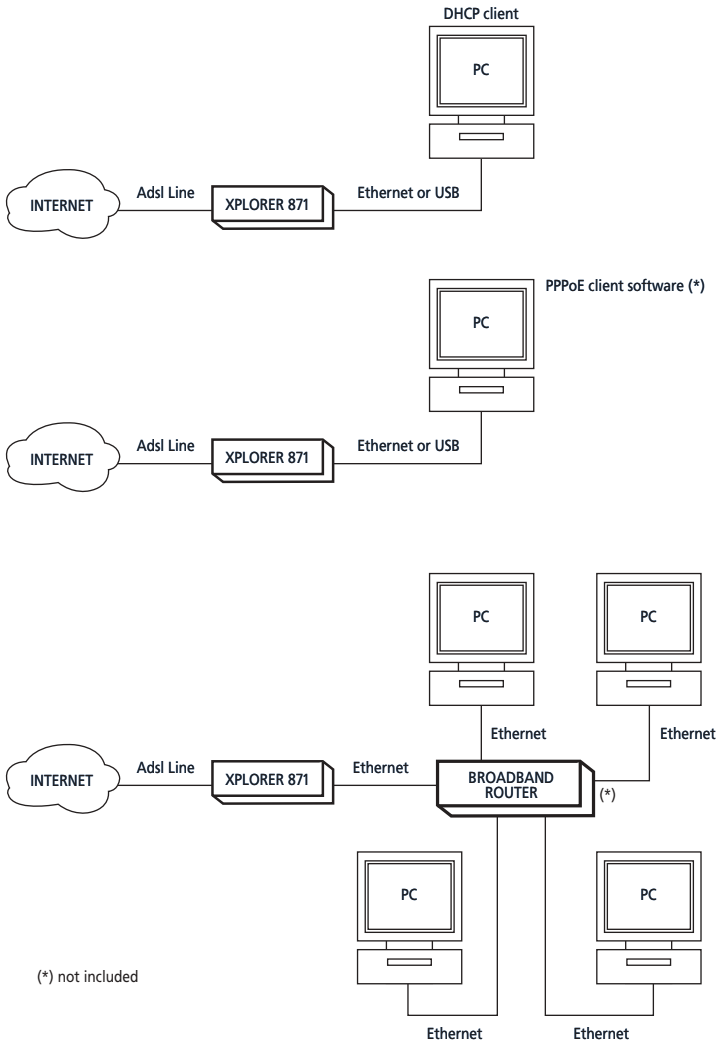 DHCP client
PC
INTERNET
Adsl Line
XPLORER 871
Ethernet or USB
PPPoE client software (*)
PC
INTERNET
Adsl Line
XPLORER 871
Ethernet or USB
PC
PC
Ethernet
Ethernet
INTERNET
Adsl Line
XPLORER 871
Ethernet
BROADBAND
ROUTER
(*)
PC
PC
(*) not included
Ethernet
Ethernet